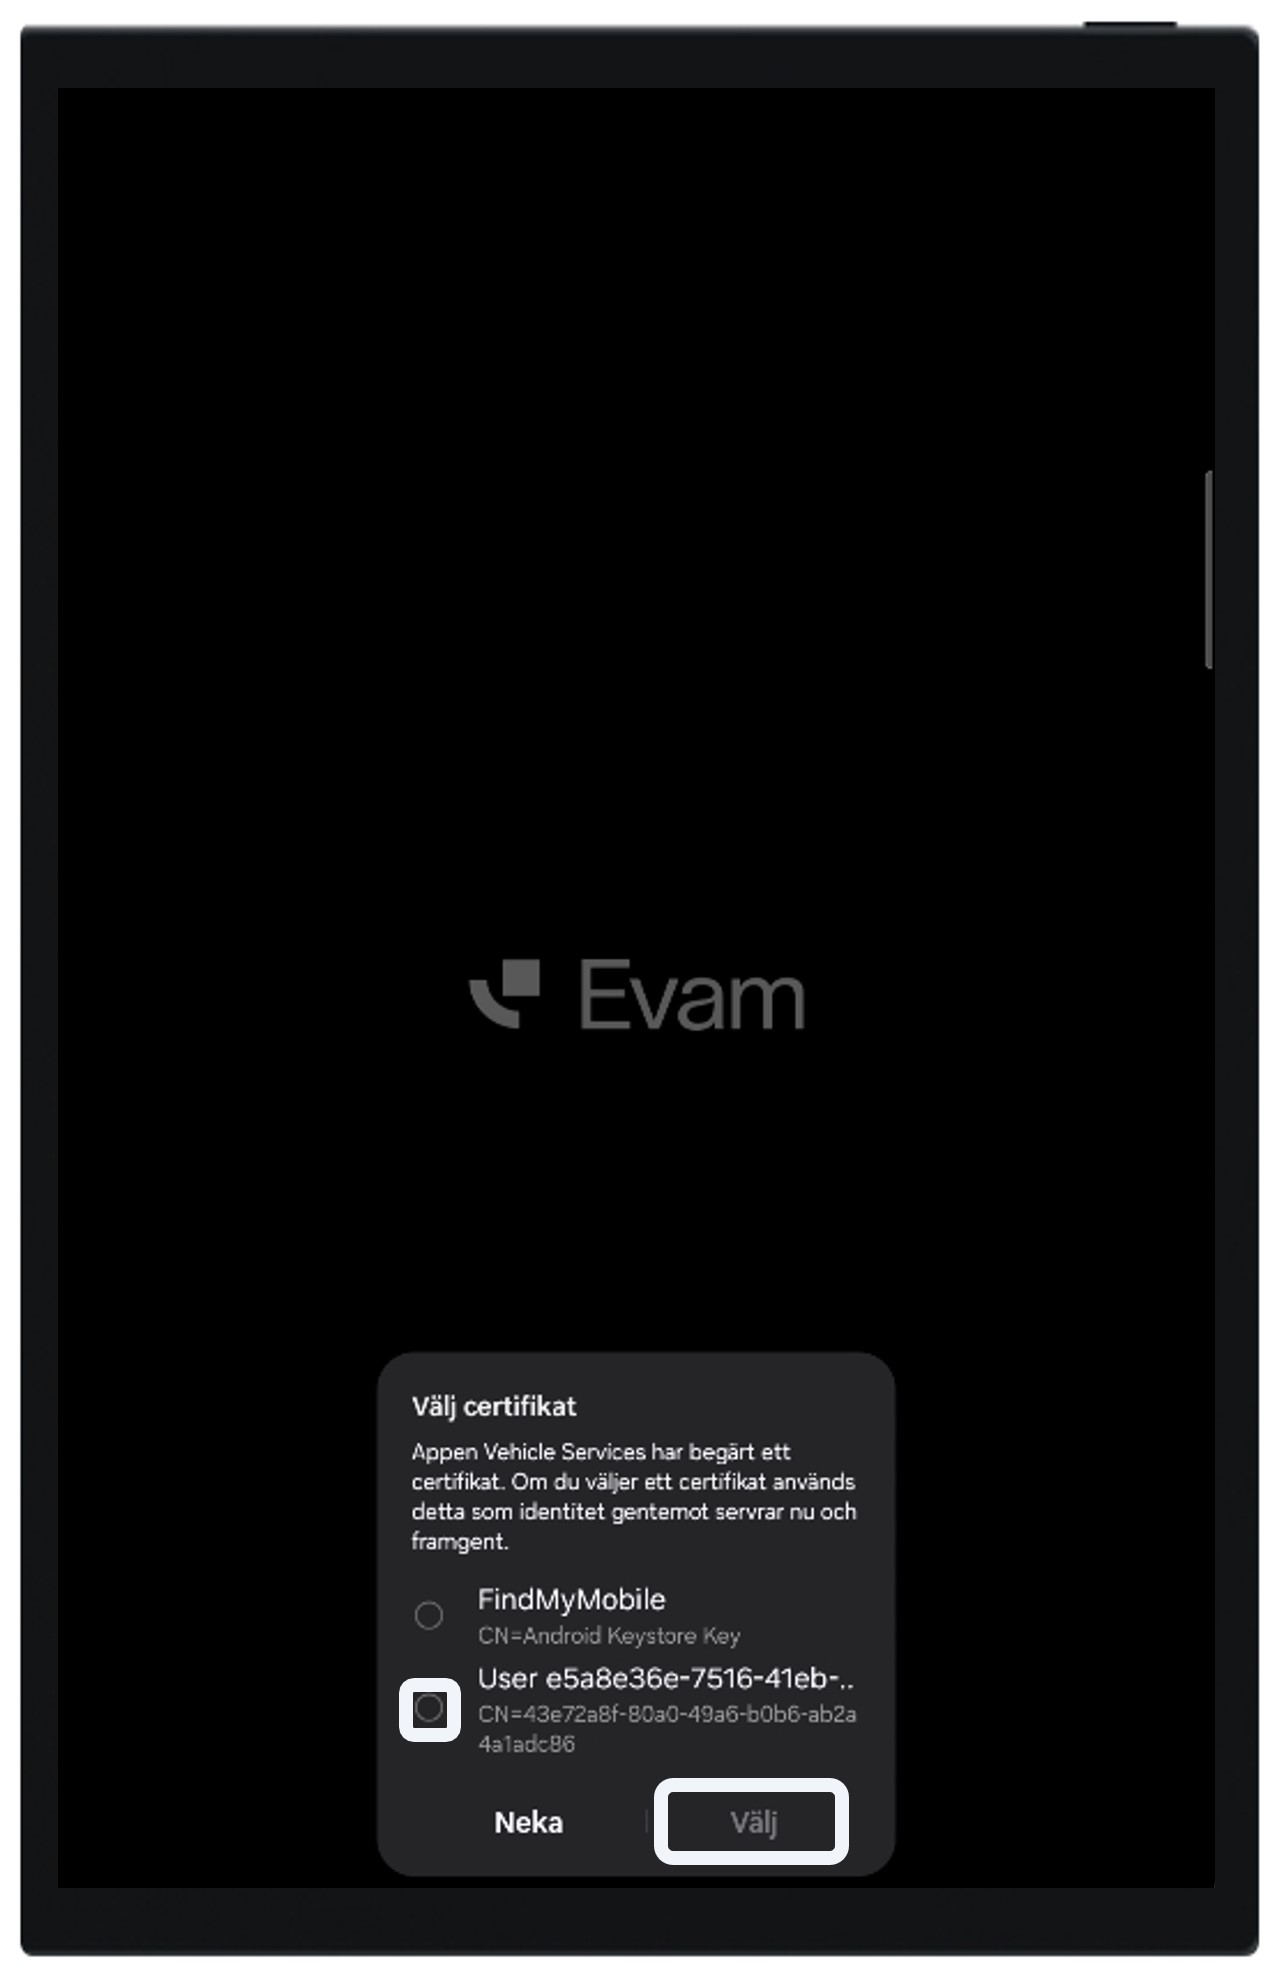 Evam
Välj certifikat
Appen Vehicle Services har begärt ett
certifikat. Om du väljer ett certifikat används
detta som identitet gentemot servrar nu och
framgent.
FindMyMobile
CN=Android Keystore Key
User e5a8e36e-7516-41eb-..
CN=43e72a8f-80a0-49a6-b0b6-ab2a
4a1adc86
Neka
Välj